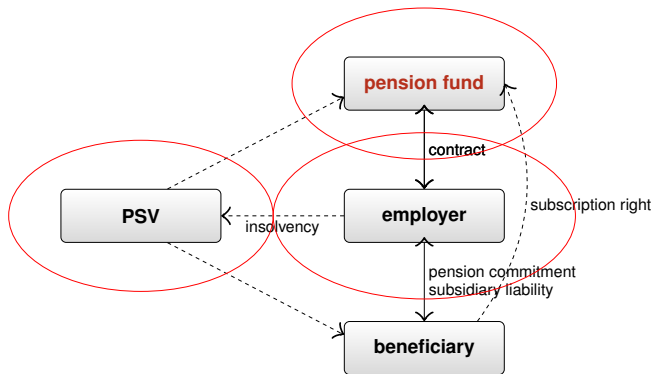 pension fund
contract
PSV
employer
insolvency
subscription right
pension commitment
subsidiary liability
beneficiary